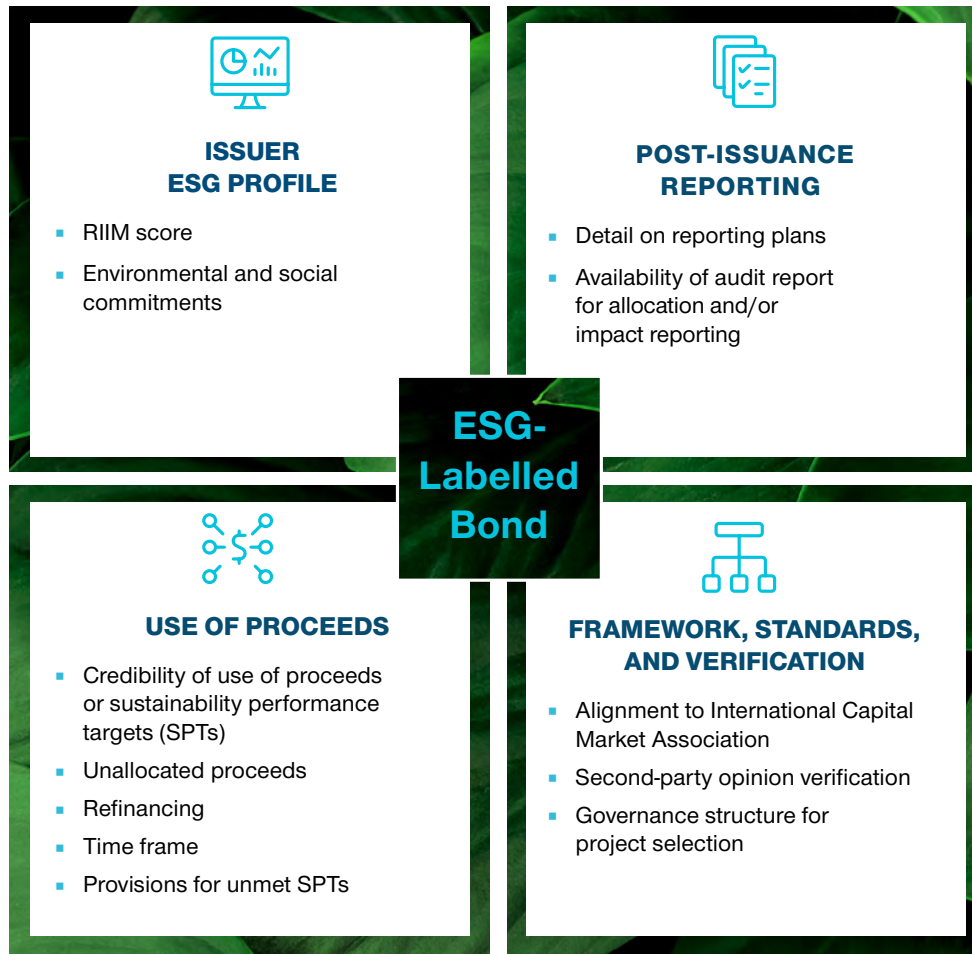 ISSUER
ESG PROFILE
▪ RIIM score
▪ Environmental and social
commitments
POST-ISSUANCE
REPORTING
▪ Detail on reporting plans
▪ Availability of audit report
for allocation and/or
impact reporting
ESG-
Labelled
Bond
USE OF PROCEEDS
▪ Credibility of use of proceeds
or sustainability performance
targets (SPTs)
▪ Unallocated proceeds
▪ Refinancing
▪ Time frame
▪ Provisions for unmet SPTs
FRAMEWORK, STANDARDS,
AND VERIFICATION
▪ Alignment to International Capital
Market Association
▪ Second-party opinion verification
▪ Governance structure for
project selection